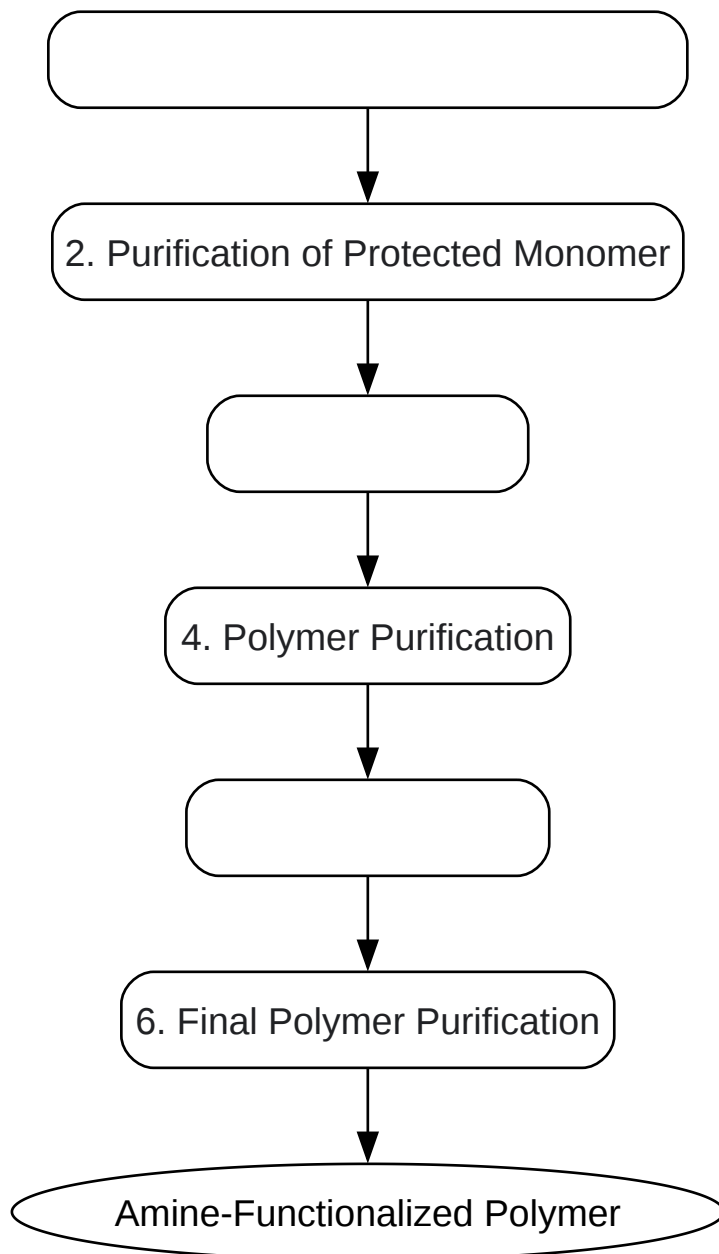 2. Purification of Protected Monomer
4. Polymer Purification
6. Final Polymer Purification
Amine-Functionalized Polymer